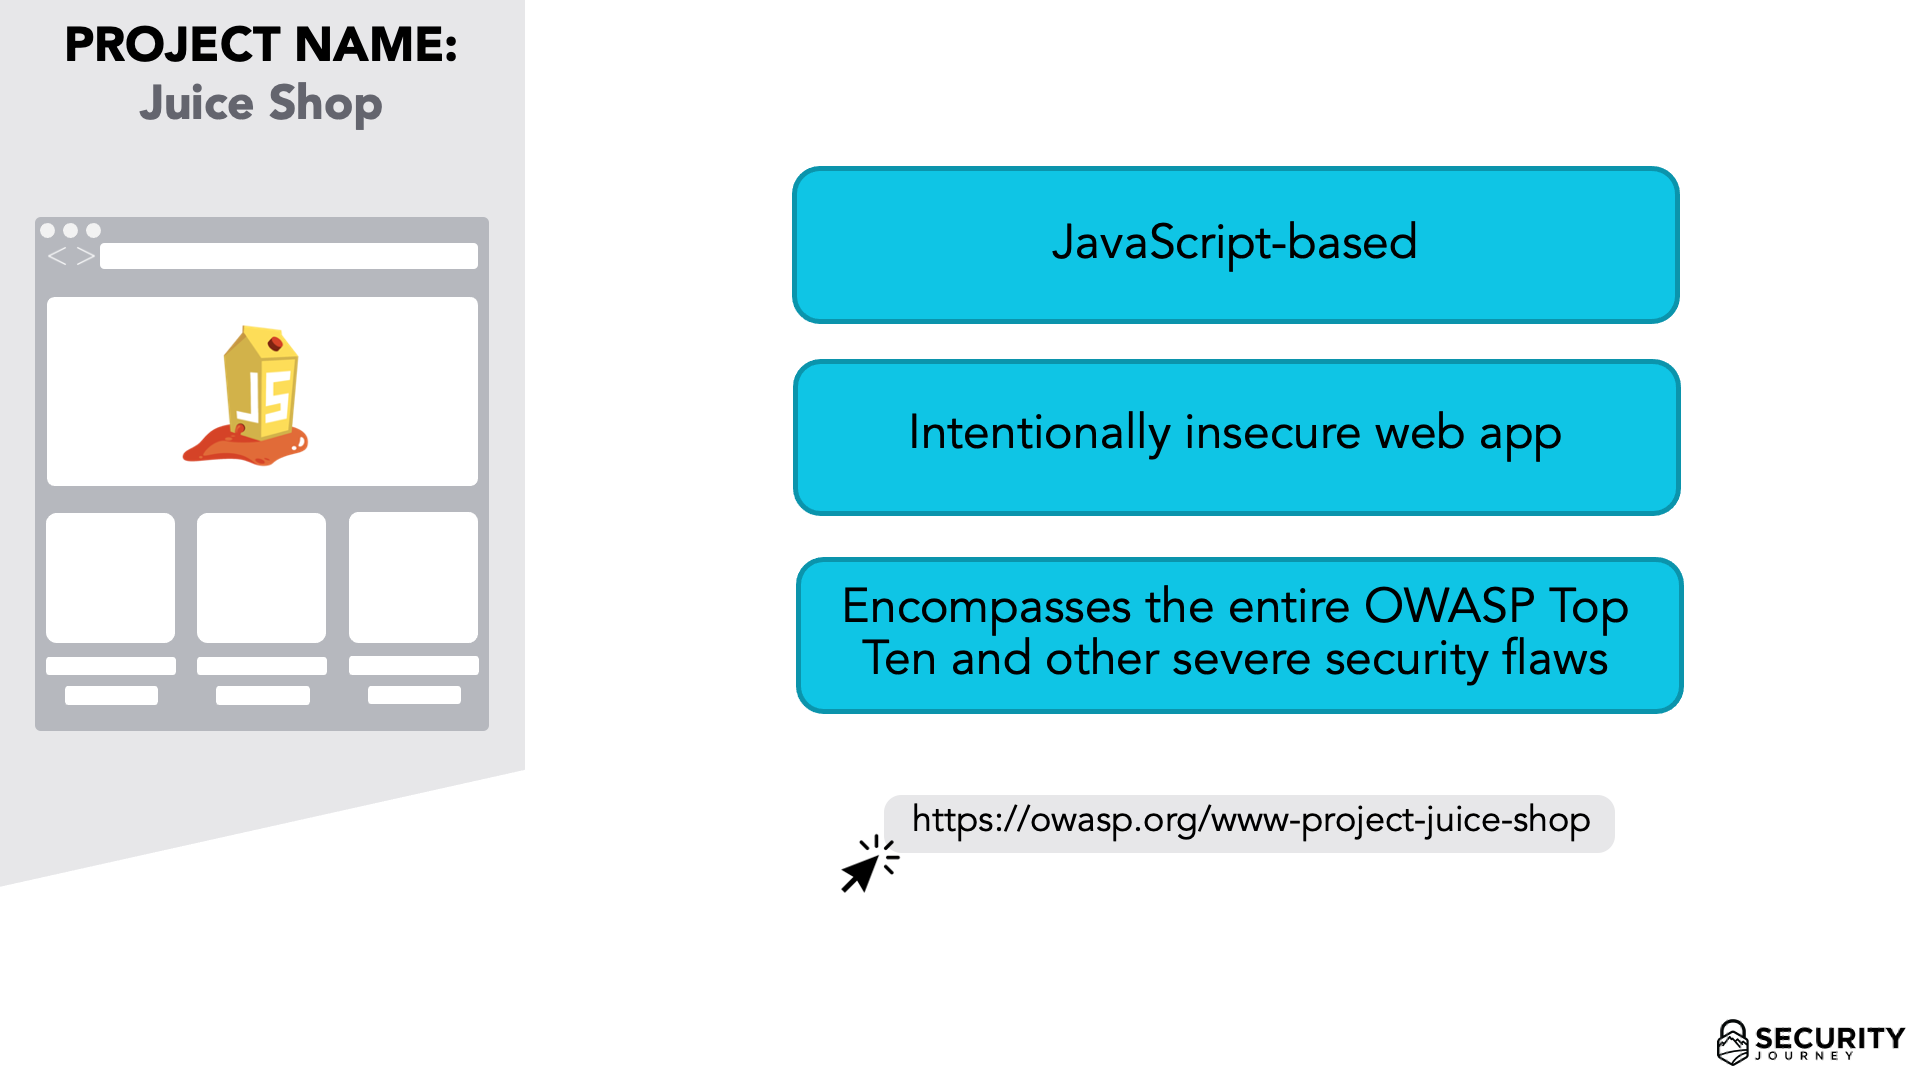 PROJECT NAME:
Juice Shop
JS
JavaScript-based
Intentionally insecure web app
Encompasses the entire OWASP Top
Ten and other severe security flaws
https://owasp.org/www-project-juice-shop
SECURITY
JOURNEY